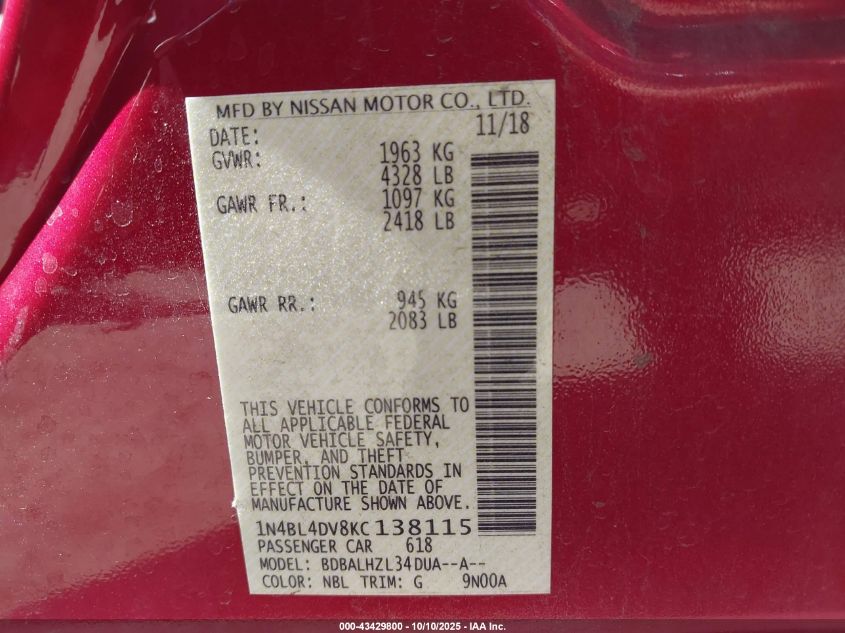 MFD BY NISSAN MOTOR CO., LTD.
DATE: 11/18
GVWR: 1963 KG
4328 LB
GAWR FR.: 1097 KG
2418 LB
GAWR RR.: 945 KG
2083 LB
THIS VEHICLE CONFORMS TO
ALL APPLICABLE FEDERAL
MOTOR VEHICLE SAFETY,
BUMPER, AND THEFT
PREVENTION STANDARDS IN
EFFECT ON THE DATE OF
MANUFACTURE SHOWN ABOVE.
1N4BL4DV8KC138115
PASSENGER CAR 618
MODEL: BDBALHZL34DUA--A--
COLOR: NBL TRIM: G 9N00A
000-43429800 - 10/10/2025 - IAA Inc.